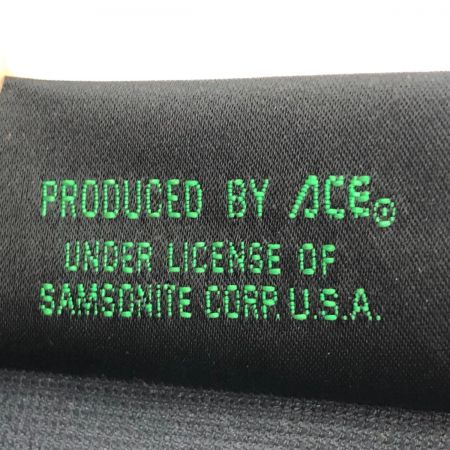 PRODUCED BY ACE®
UNDER LICENSE OF
SAMSONITE CORP. U.S.A.